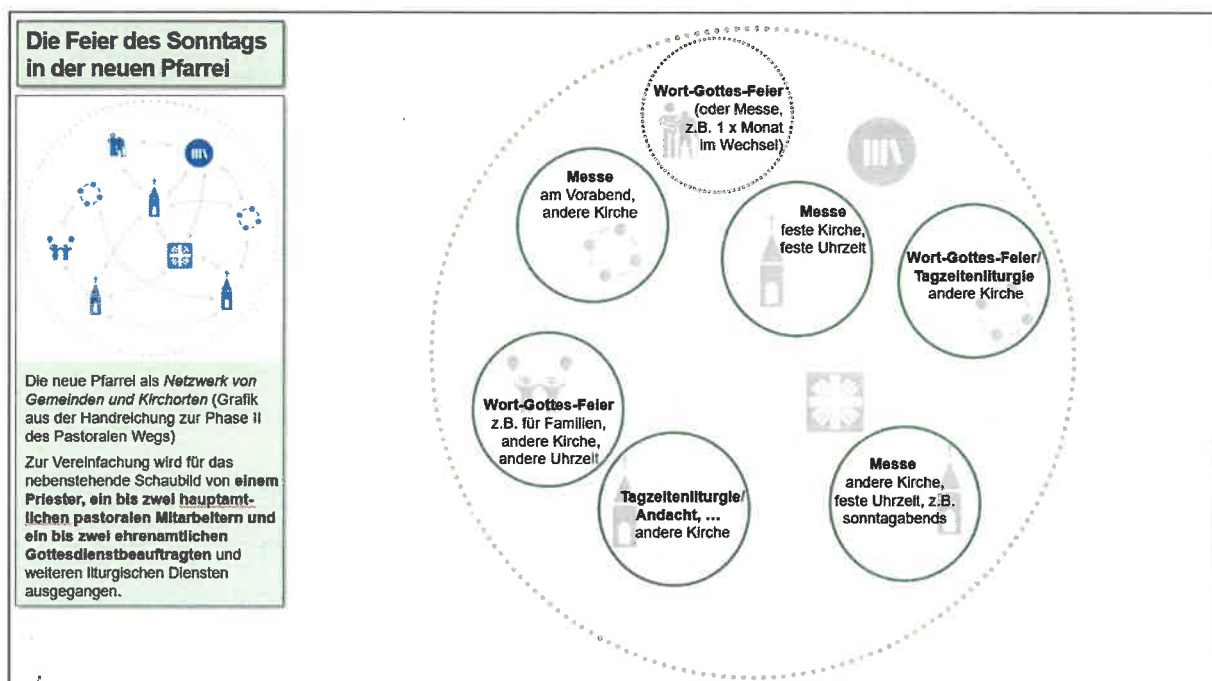 Die Feier des Sonntags
in der neuen Pfarrei
Die neue Pfarrei als Netzwerk von
Gemeinden und Kirchorten (Grafik
aus der Handreichung zur Phase II
des Pastoralen Wegs)
Zur Vereinfachung wird für das
nebenstehende Schaubild von einem
Priester, ein bis zwei hauptamt-
lichen pastoralen Mitarbeitern und
ein bis zwei ehrenamtlichen
Gottesdienstbeauftragten und
weiteren liturgischen Diensten
ausgegangen.
Wort-Gottes-Feier
(oder Messe,
z.B. 1 x Monat
im Wechsel)
Messe
am Vorabend,
andere Kirche
Messe
feste Kirche,
feste Uhrzeit
Wort-Gottes-Feier/
Tagzeitenliturgie
andere Kirche
Wort-Gottes-Feier
z.B. für Familien,
andere Kirche,
andere Uhrzeit
Tagzeitenliturgie/
Andacht, ...
andere Kirche
Messe
andere Kirche,
feste Uhrzeit, z.B.
sonntagabends